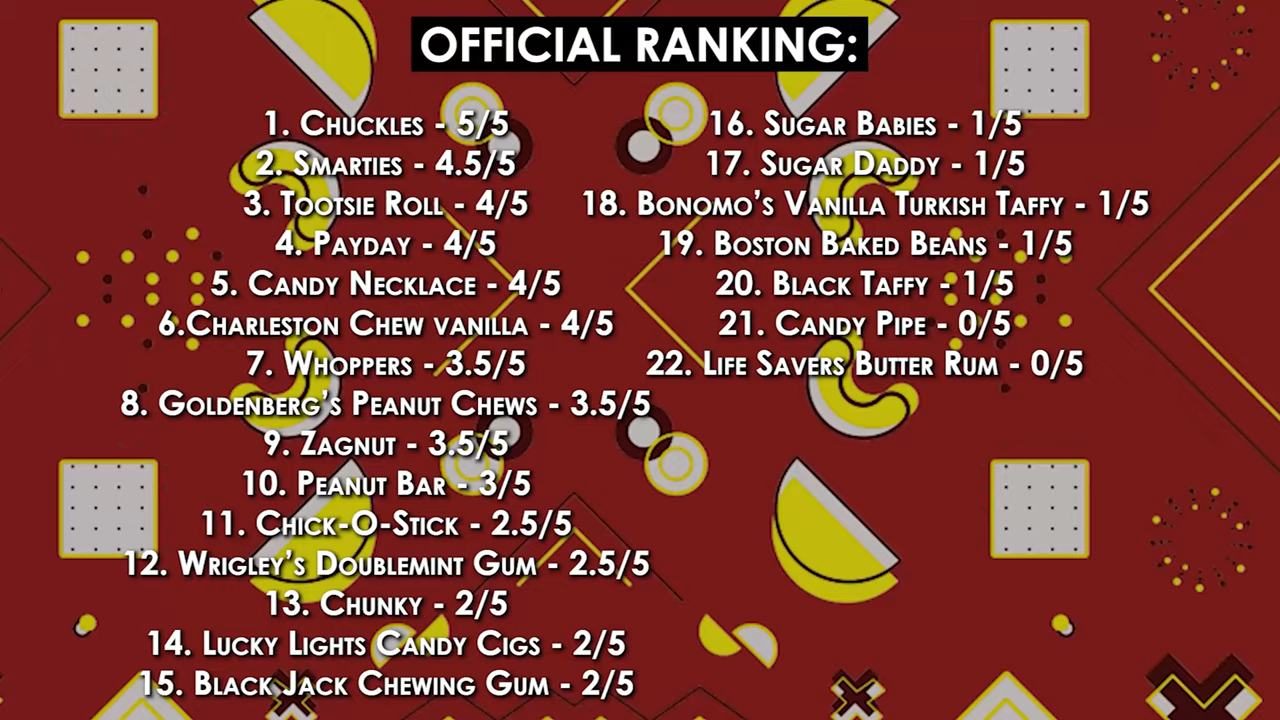 OFFICIAL RANKING:
1. CHUCKLES - 5/5
2. SMARTIES - 4.5/5
3. TOOTSIE ROLL - 4/5
4. PAYDAY - 4/5
5. CANDY NECKLACE - 4/5
6.CHARLESTON CHEW VANILLA - 4/5
7. WHOPPERS - 3.5/5
8. GOLDENBERG'S PEANUT CHEWS - 3.5/5
9. ZAGNUT - 3.5/5
10. PEANUT BAR - 3/5
11. CHICK-O-STICK - 2.5/5
12. WRIGLEY'S DOUBLEMINT GUM - 2.5/5
13. CHUNKY - 2/5
14. LUCKY LIGHTS CANDY CIGS - 2/5
15. BLACK JACK CHEWING GUM - 2/5
16. SUGAR BABIES - 1/5
17. SUGAR DADDY - 1/5
18. BONOMO'S VANILLA TURKISH TAFFY - 1/5
19. BOSTON BAKED BEANS - 1/5
20. BLACK TAFFY - 1/5
21. CANDY PIPE - 0/5
22. LIFE SAVERS BUTTER RUM - 0/5